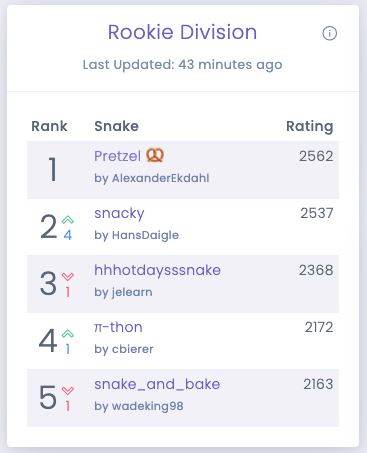 Rookie Division
Last Updated: 43 minutes ago
Rank Snake Rating
1 Pretzel 🥨 2562
by AlexanderEkdahl
2 4 snacky 2537
by HansDaigle
3 1 hhhotdaysssnake 2368
by jelearn
4 1 π-thon 2172
by cbierer
5 1 snake_and_bake 2163
by wadeking98